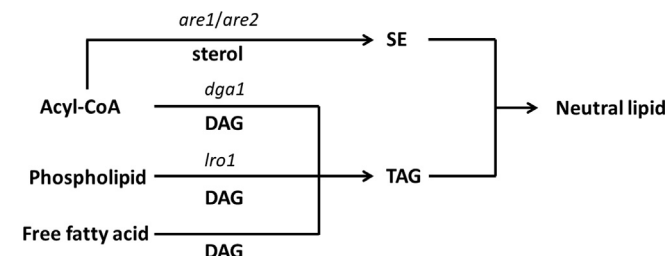 are1/are2
SE
sterol
dga1
Acyl-CoA
Neutral lipid
DAG
lro1
Phospholipid
TAG
DAG
Free fatty acid
DAG